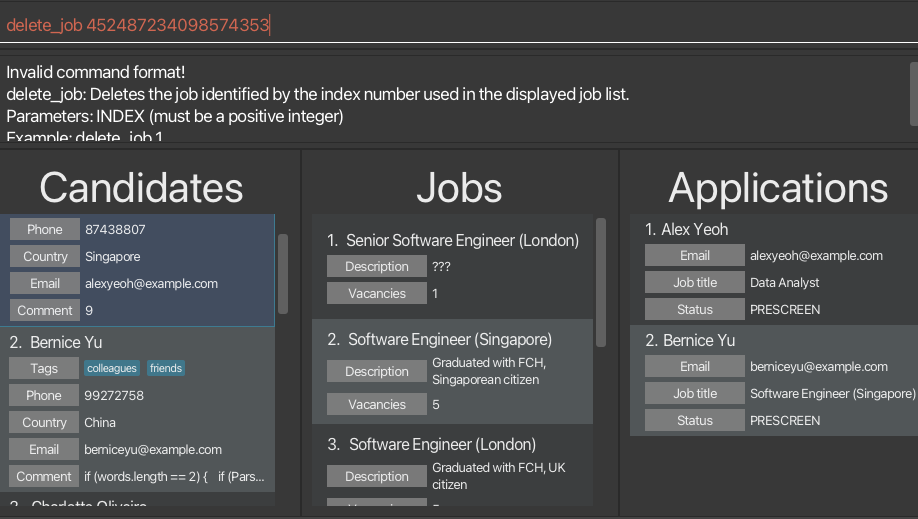 delete_job 452487234098574353
Invalid command format!
delete_job: Deletes the job identified by the index number used in the displayed job list.
Parameters: INDEX (must be a positive integer)
Example: delete_job 1
Candidates
Phone 87438807
Country Singapore
Email alexyeoh@example.com
Comment 9
2. Bernice Yu
Tags colleagues friends
Phone 99272758
Country China
Email berniceyu@example.com
Comment if (words.length == 2) { if (Pars...
3. Charlotte Oliveiro
Jobs
1. Senior Software Engineer (London)
Description ???
Vacancies 1
2. Software Engineer (Singapore)
Description Graduated with FCH,
Singaporean citizen
Vacancies 5
3. Software Engineer (London)
Description Graduated with FCH, UK
citizen
Applications
1. Alex Yeoh
Email alexyeoh@example.com
Job title Data Analyst
Status PRESCREEN
2. Bernice Yu
Email berniceyu@example.com
Job title Software Engineer (Singapore)
Status PRESCREEN